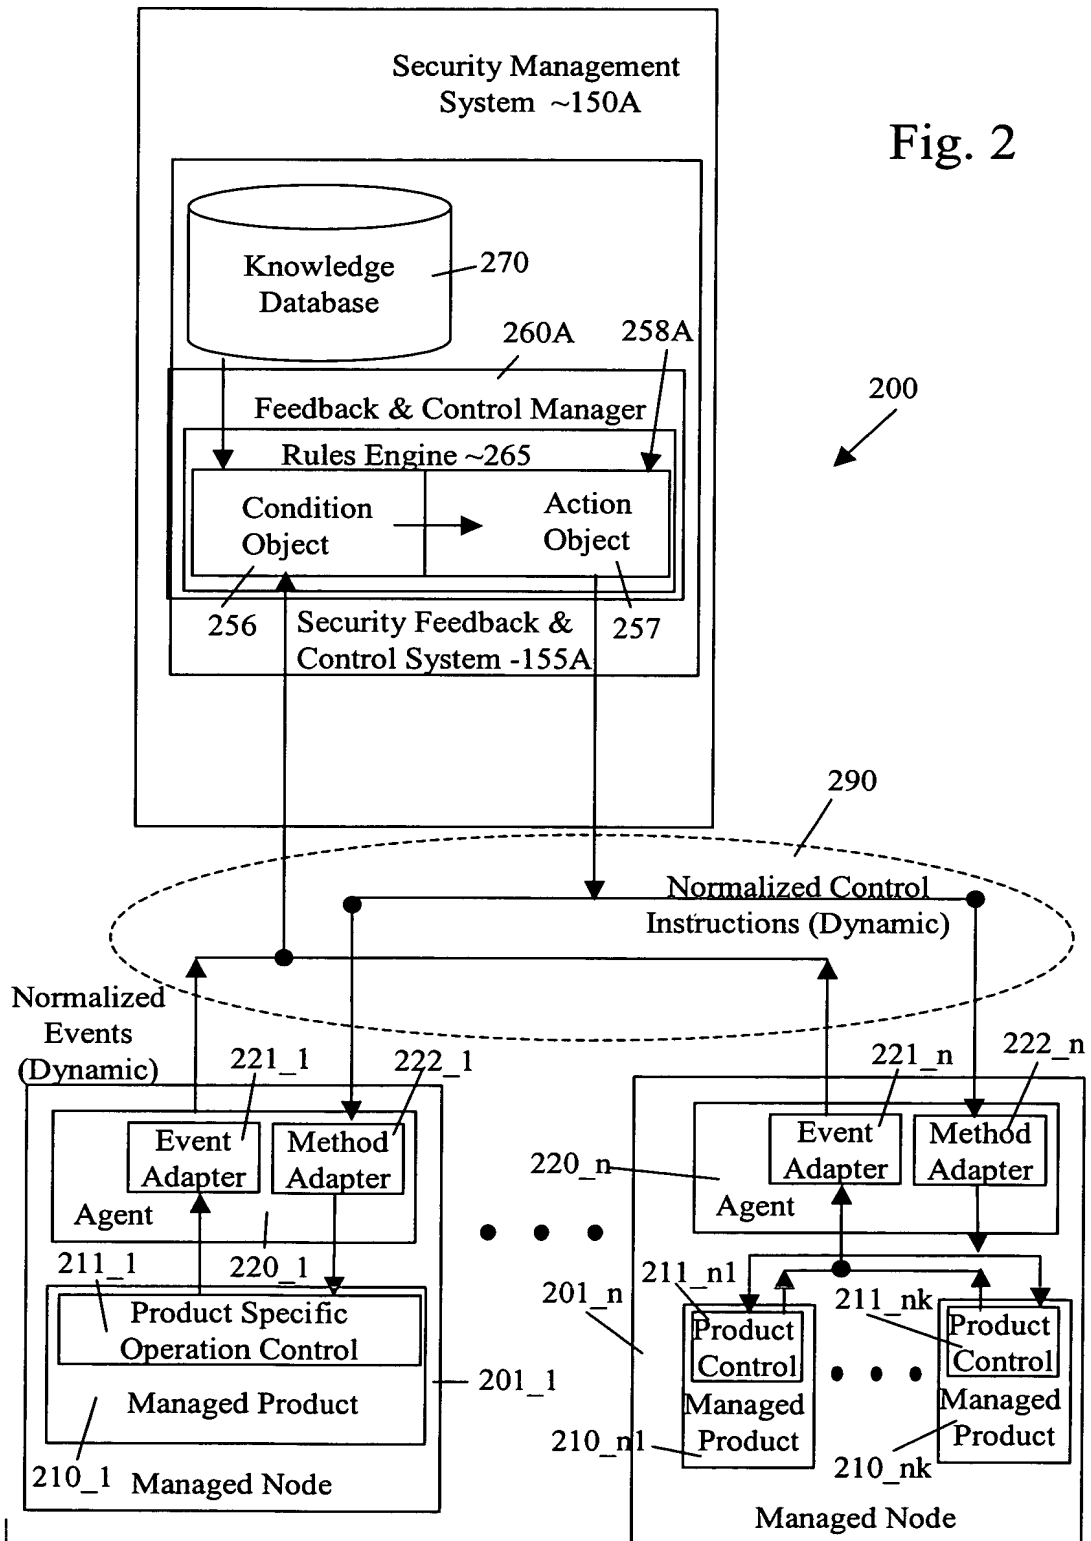 Security Management
System ~150A
Fig. 2
Knowledge
Database
270
260A
258A
200
Feedback & Control Manager
Rules Engine ~265
Condition
Object
Action
Object
256
Security Feedback &
Control System -155A
257
290
Normalized Control
Instructions (Dynamic)
Normalized
Events
(Dynamic)
221_1
222_1
221_n
222_n
Event
Adapter
Method
Adapter
Agent
220_1
211_1
Product Specific
Operation Control
Managed Product
201_1
210_1
Managed Node
Event
Adapter
Method
Adapter
220_n
Agent
211_n1
201_n
211_nk
Product
Control
Managed
Product
210_n1
Product
Control
Managed
Product
210_nk
Managed Node